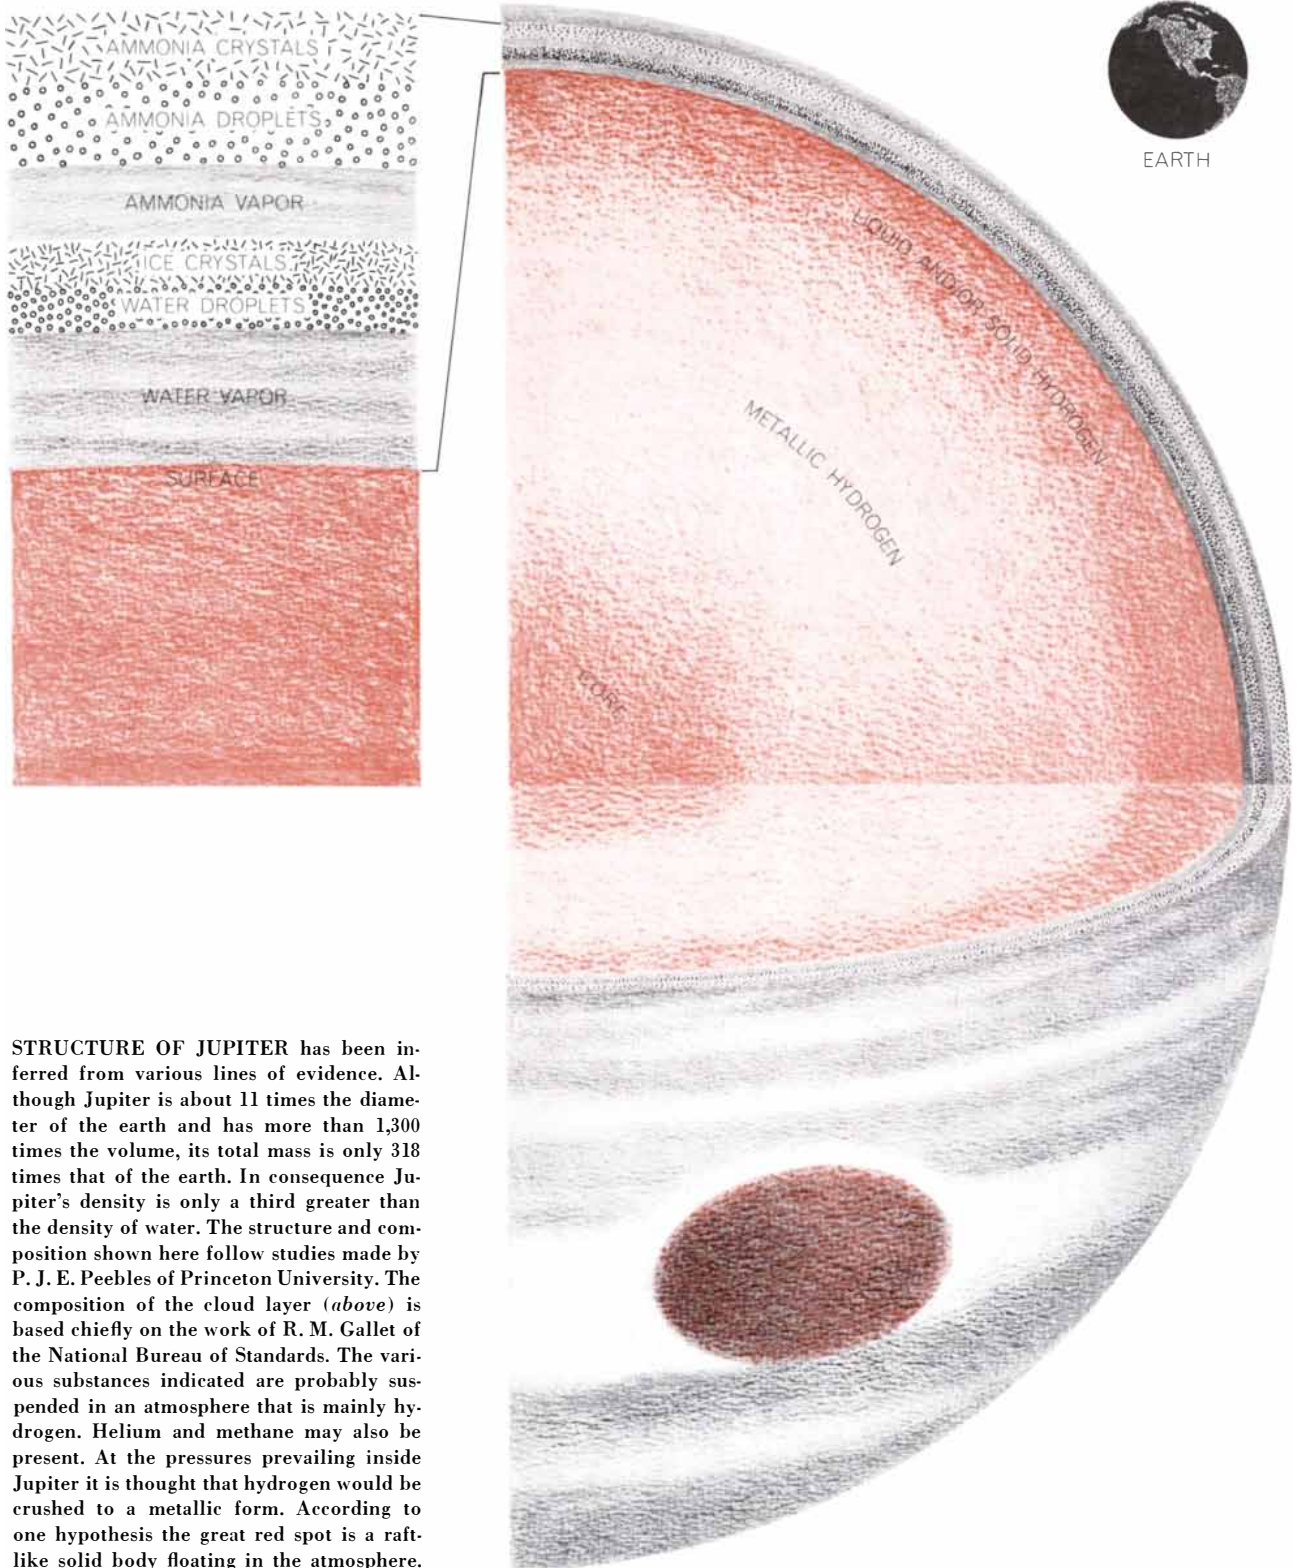 AMMONIA CRYSTALS
AMMONIA DROPLETS
AMMONIA VAPOR
ICE CRYSTALS
WATER DROPLETS
WATER VAPOR
SURFACE
EARTH
LIQUID AND/OR SOLID HYDROGEN
METALLIC HYDROGEN
CORE
STRUCTURE OF JUPITER has been in-
ferred from various lines of evidence. Al-
though Jupiter is about 11 times the diame-
ter of the earth and has more than 1,300
times the volume, its total mass is only 318
times that of the earth. In consequence Ju-
piter's density is only a third greater than
the density of water. The structure and com-
position shown here follow studies made by
P. J. E. Peebles of Princeton University. The
composition of the cloud layer (above) is
based chiefly on the work of R. M. Gallet of
the National Bureau of Standards. The vari-
ous substances indicated are probably sus-
pended in an atmosphere that is mainly hy-
drogen. Helium and methane may also be
present. At the pressures prevailing inside
Jupiter it is thought that hydrogen would be
crushed to a metallic form. According to
one hypothesis the great red spot is a raft-
like solid body floating in the atmosphere.